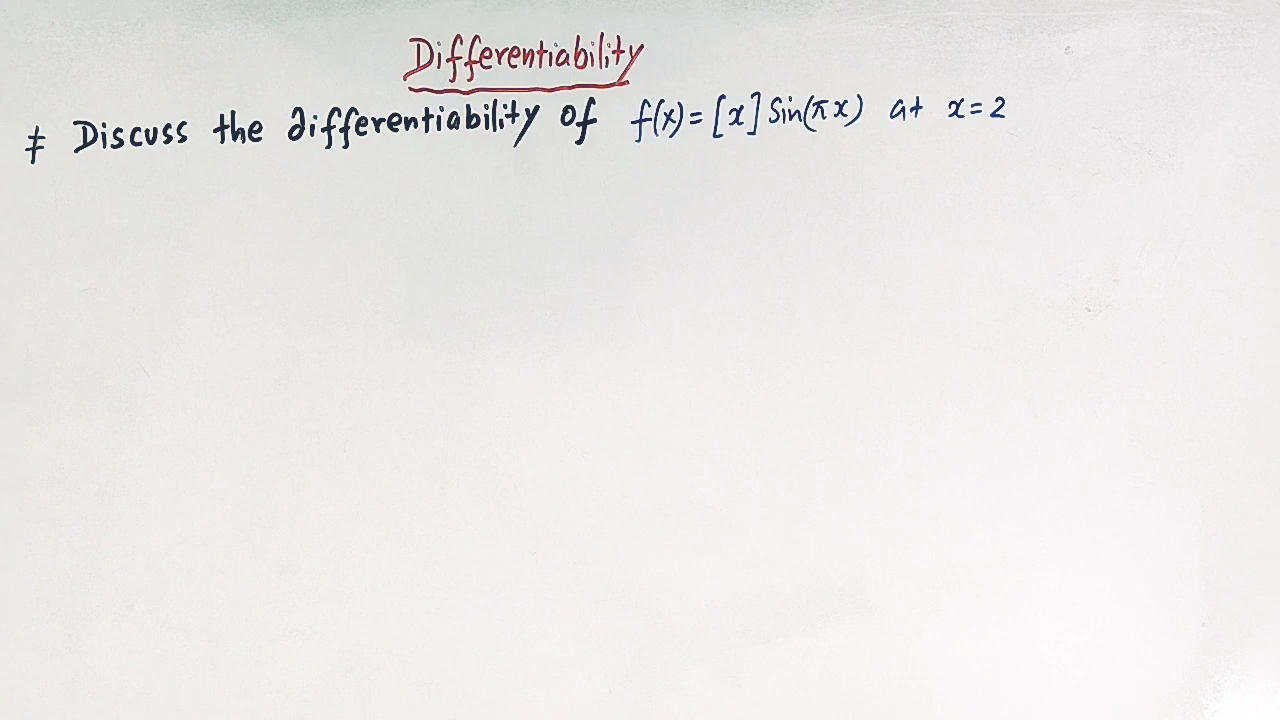 Differentiability
# Discuss the differentiability of f(x)=[x] Sin(πx) at x=2